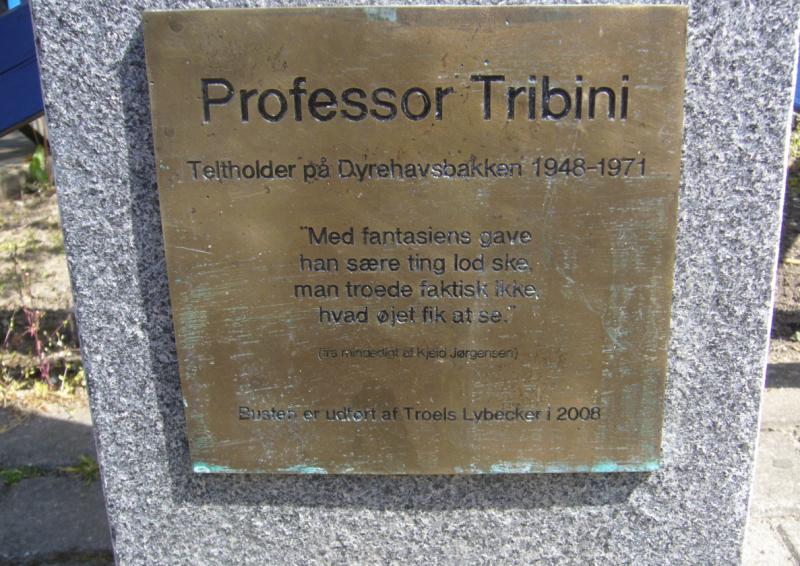 Professor Tribini
Teltholder på Dyrehavsbakken 1948-1971
"Med fantasiens gave
han sære ting lod ske,
man troede faktisk ikke,
hvad øjet fik at se."
(fra mindedigt af Kjeld Jørgensen)
Busten er udført af Troels Lybecker i 2008